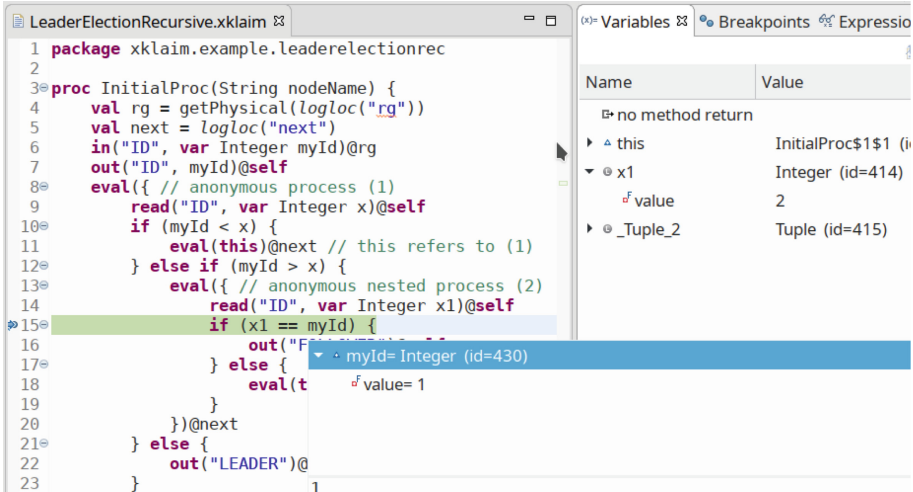 LeaderElectionRecursive.xklaim
1 package xklaim.example.leaderelectionrec
2
3 proc InitialProc(String nodeName) {
4 val rg = getPhysical(logloc("rg"))
5 val next = logloc("next")
6 in("ID", var Integer myId)@rg
7 out("ID", myId)@self
8 eval({ // anonymous process (1)
9 read("ID", var Integer x)@self
10 if (myId < x) {
11 eval(this)@next // this refers to (1)
12 } else if (myId > x) {
13 eval({ // anonymous nested process (2)
14 read("ID", var Integer x1)@self
15 if (x1 == myId) {
16 out("F
17 } else {
18 eval(t
19 }
20 })@next
21 } else {
22 out("LEADER")@
23 }
myId= Integer (id=430)
value= 1
1
(x)= Variables Breakpoints Expressio
Name Value
no method return
this InitialProc$1$1 (i
x1 Integer (id=414)
value 2
_Tuple_2 Tuple (id=415)